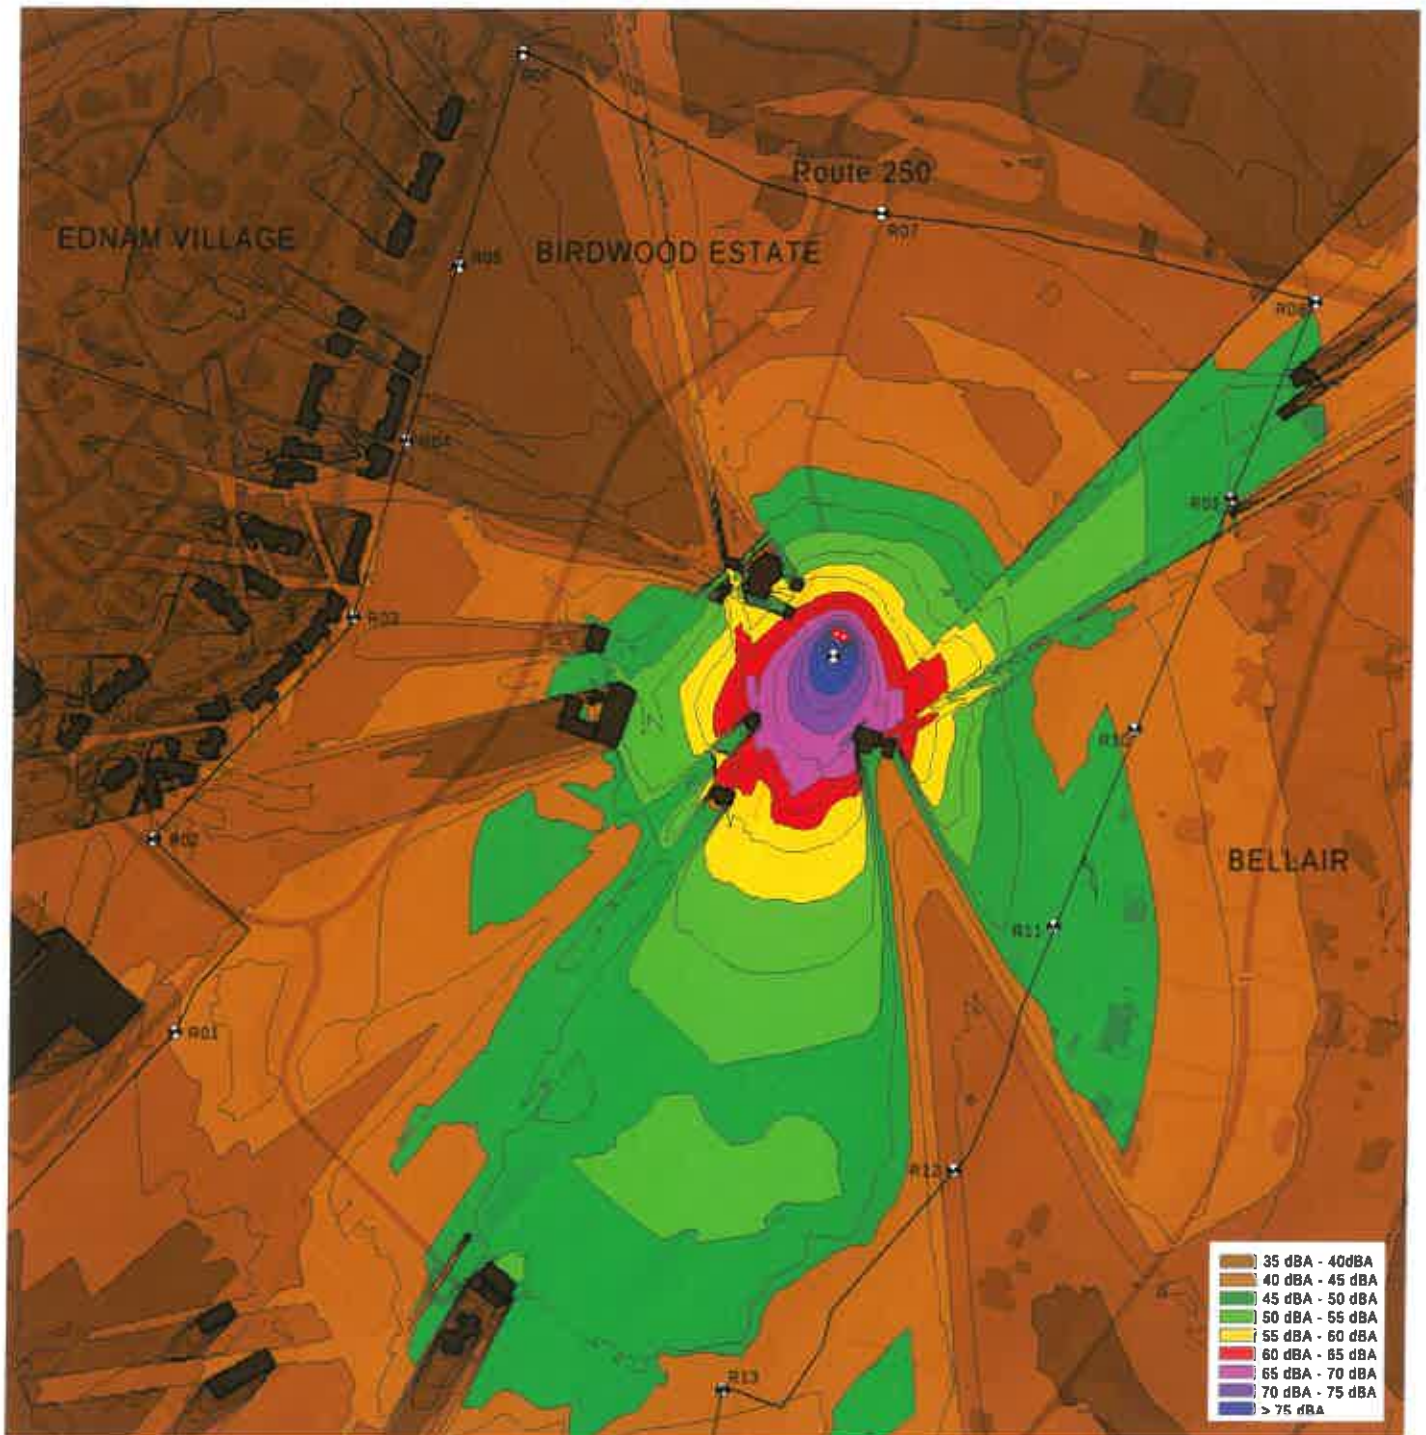 R06
Route 250
R07
EDNAM VILLAGE
R05
BIRDWOOD ESTATE
R08
R04
R09
R03
R10
R02
BELLAIR
R11
R01
R12
R13
35 dBA - 40dBA
40 dBA - 45 dBA
45 dBA - 50 dBA
50 dBA - 55 dBA
55 dBA - 60 dBA
60 dBA - 65 dBA
65 dBA - 70 dBA
70 dBA - 75 dBA
> 75 dBA